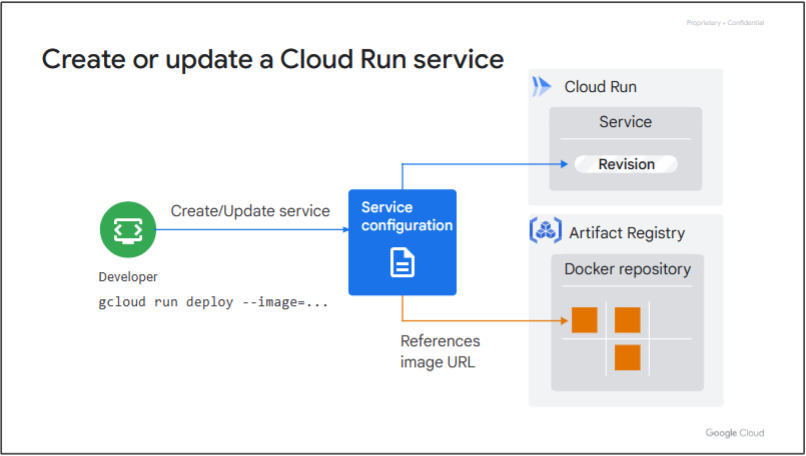 Proprietary + Confidential
Create or update a Cloud Run service
Cloud Run
Service
Revision
Create/Update service
Service
configuration
Developer
gcloud run deploy --image=...
Artifact Registry
Docker repository
References
image URL
Google Cloud